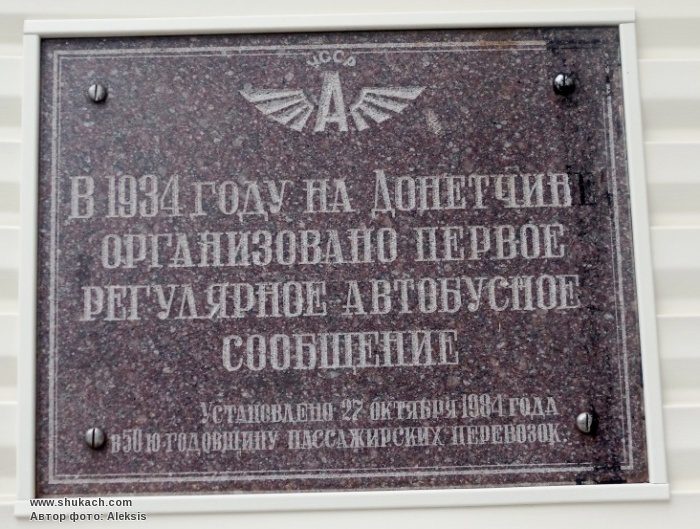 УССР
А
В 1934 ГОДУ НА ДОНЕТЧИНЕ
ОРГАНИЗОВАНО ПЕРВОЕ
РЕГУЛЯРНОЕ АВТОБУСНОЕ
СООБЩЕНИЕ
УСТАНОВЛЕНО 27 ОКТЯБРЯ 1984 ГОДА
В 50 Ю ГОДОВЩИНУ ПАССАЖИРСКИХ ПЕРЕВОЗОК.
www.shukach.com
Автор фото: Aleksis